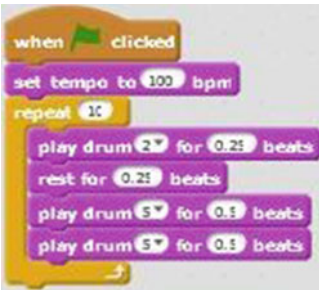 when clicked
set tempo to 100 bpm
repeat 10
play drum 2 for 0.25 beats
rest for 0.25 beats
play drum 5 for 0.5 beats
play drum 5 for 0.5 beats